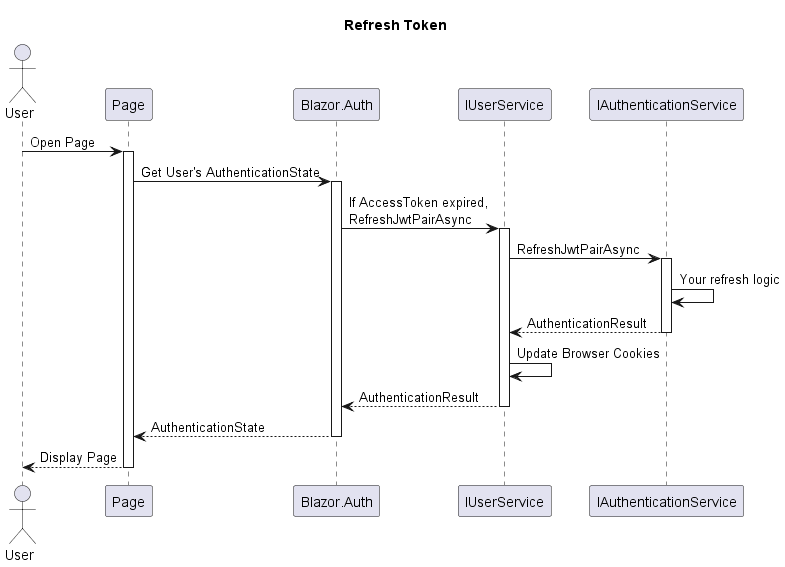 Refresh Token
User
Page
Blazor.Auth
IUserService
IAuthenticationService
Open Page
Get User's AuthenticationState
If AccessToken expired,
RefreshJwtPairAsync
RefreshJwtPairAsync
Your refresh logic
AuthenticationResult
Update Browser Cookies
AuthenticationResult
AuthenticationState
Display Page
User
Page
Blazor.Auth
IUserService
IAuthenticationService